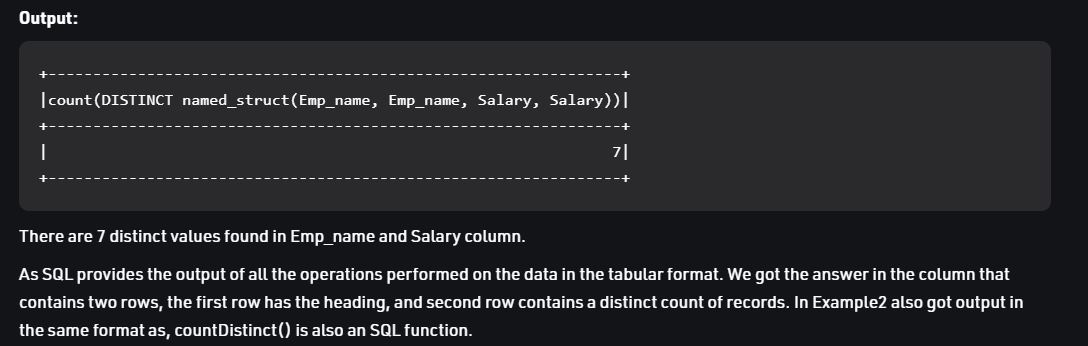 Output:
+----------------------------------------------------------------+
|count(DISTINCT named_struct(Emp_name, Emp_name, Salary, Salary))|
+----------------------------------------------------------------+
|                                                               7|
+----------------------------------------------------------------+
There are 7 distinct values found in Emp_name and Salary column.
As SQL provides the output of all the operations performed on the data in the tabular format. We got the answer in the column that
contains two rows, the first row has the heading, and second row contains a distinct count of records. In Example2 also got output in
the same format as, countDistinct() is also an SQL function.